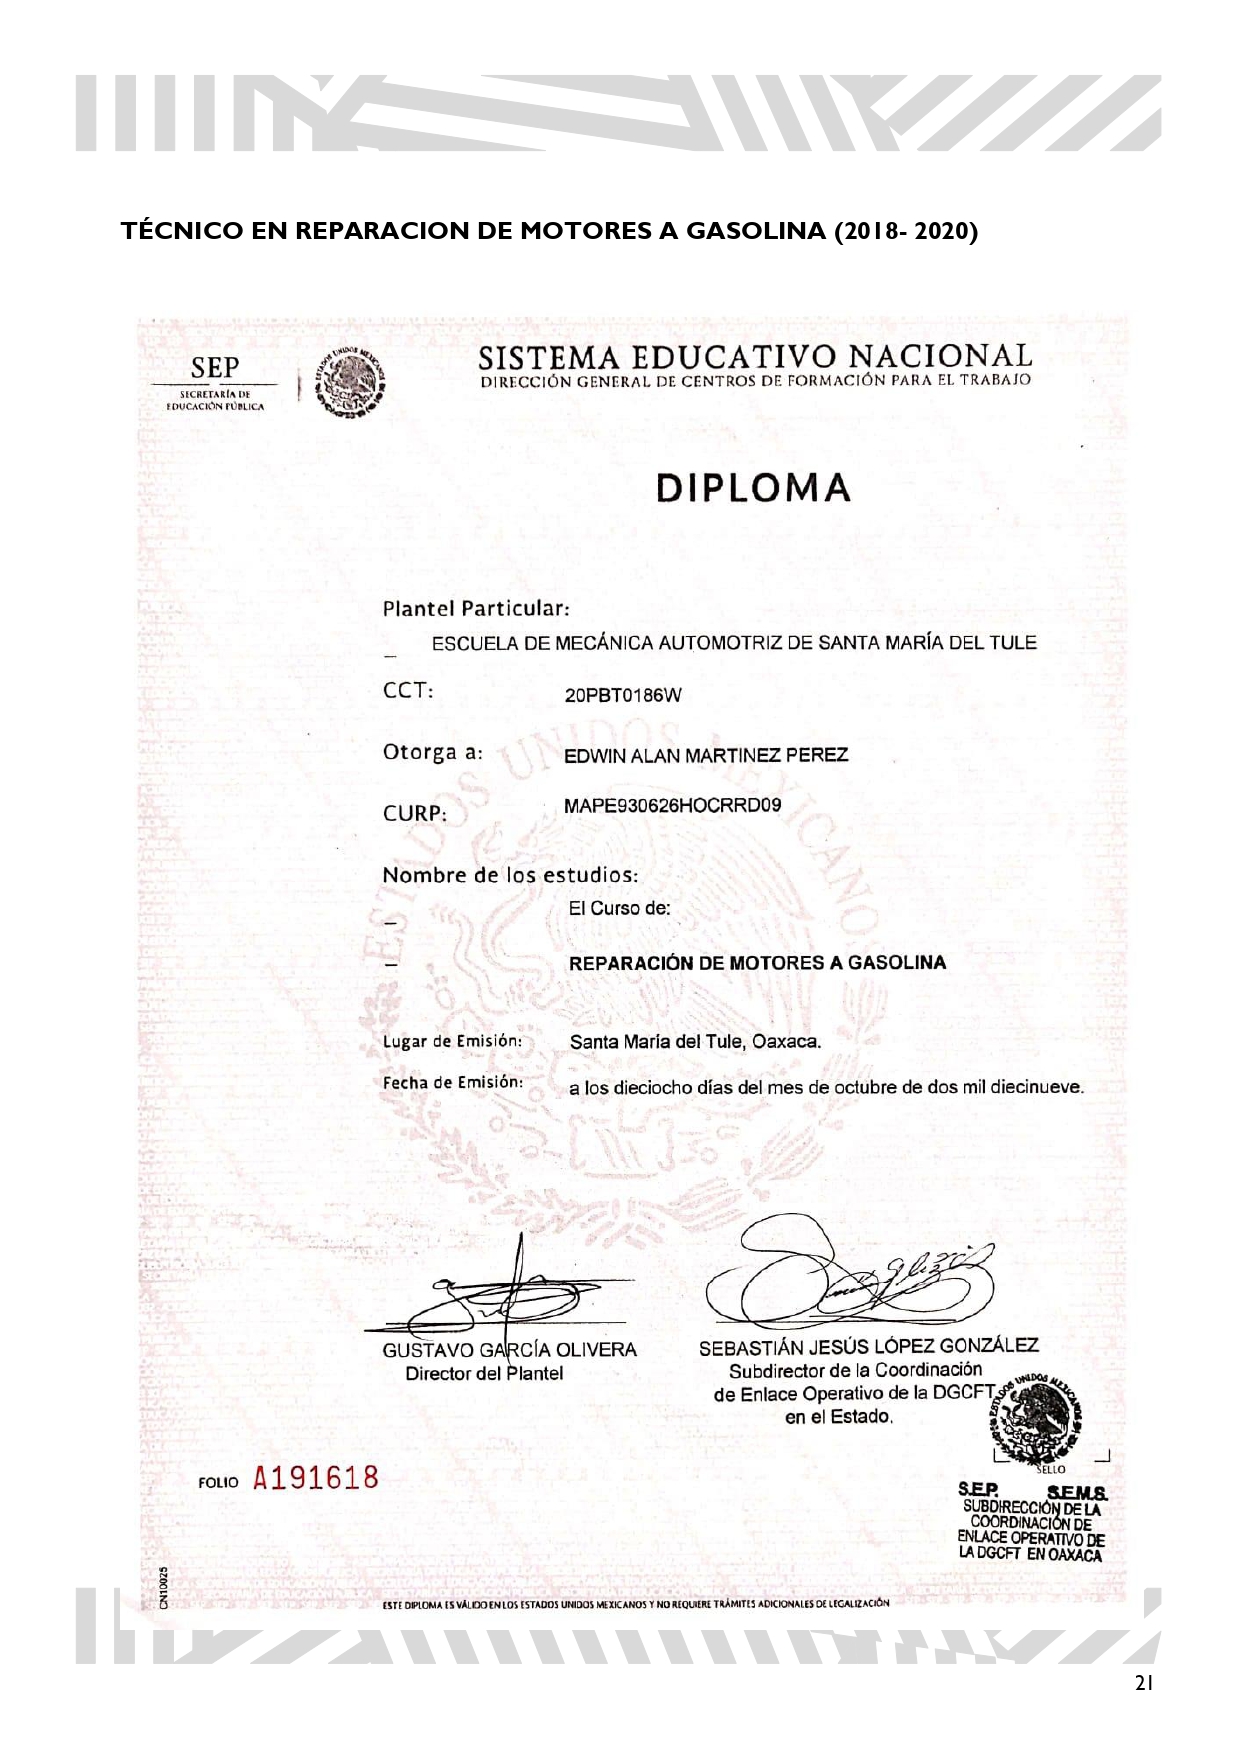 TÉCNICO EN REPARACION DE MOTORES A GASOLINA (2018- 2020)
SEP
SECRETARÍA DE
EDUCACIÓN PÚBLICA
ESTADOS UNIDOS MEXICANOS
SISTEMA EDUCATIVO NACIONAL
DIRECCIÓN GENERAL DE CENTROS DE FORMACIÓN PARA EL TRABAJO
DIPLOMA
Plantel Particular:
ESCUELA DE MECÁNICA AUTOMOTRIZ DE SANTA MARÍA DEL TULE
CCT: 20PBT0186W
Otorga a: EDWIN ALAN MARTINEZ PEREZ
CURP: MAPE930626HOCRRD09
Nombre de los estudios:
El Curso de:
REPARACIÓN DE MOTORES A GASOLINA
Lugar de Emisión: Santa María del Tule, Oaxaca.
Fecha de Emisión: a los dieciocho días del mes de octubre de dos mil diecinueve.
ESTADOS UNIDOS MEXICANOS
GUSTAVO GARCÍA OLIVERA
Director del Plantel
SEBASTIÁN JESÚS LÓPEZ GONZÁLEZ
Subdirector de la Coordinación
de Enlace Operativo de la DGCFT
en el Estado.
ESTADOS UNIDOS MEXICANOS
SELLO
S.E.P. S.E.M.S.
SUBDIRECCIÓN DE LA
COORDINACIÓN DE
ENLACE OPERATIVO DE
LA DGCFT EN OAXACA
FOLIO A191618
CN10025
ESTE DIPLOMA ES VÁLIDO EN LOS ESTADOS UNIDOS MEXICANOS Y NO REQUIERE TRÁMITES ADICIONALES DE LEGALIZACIÓN
21